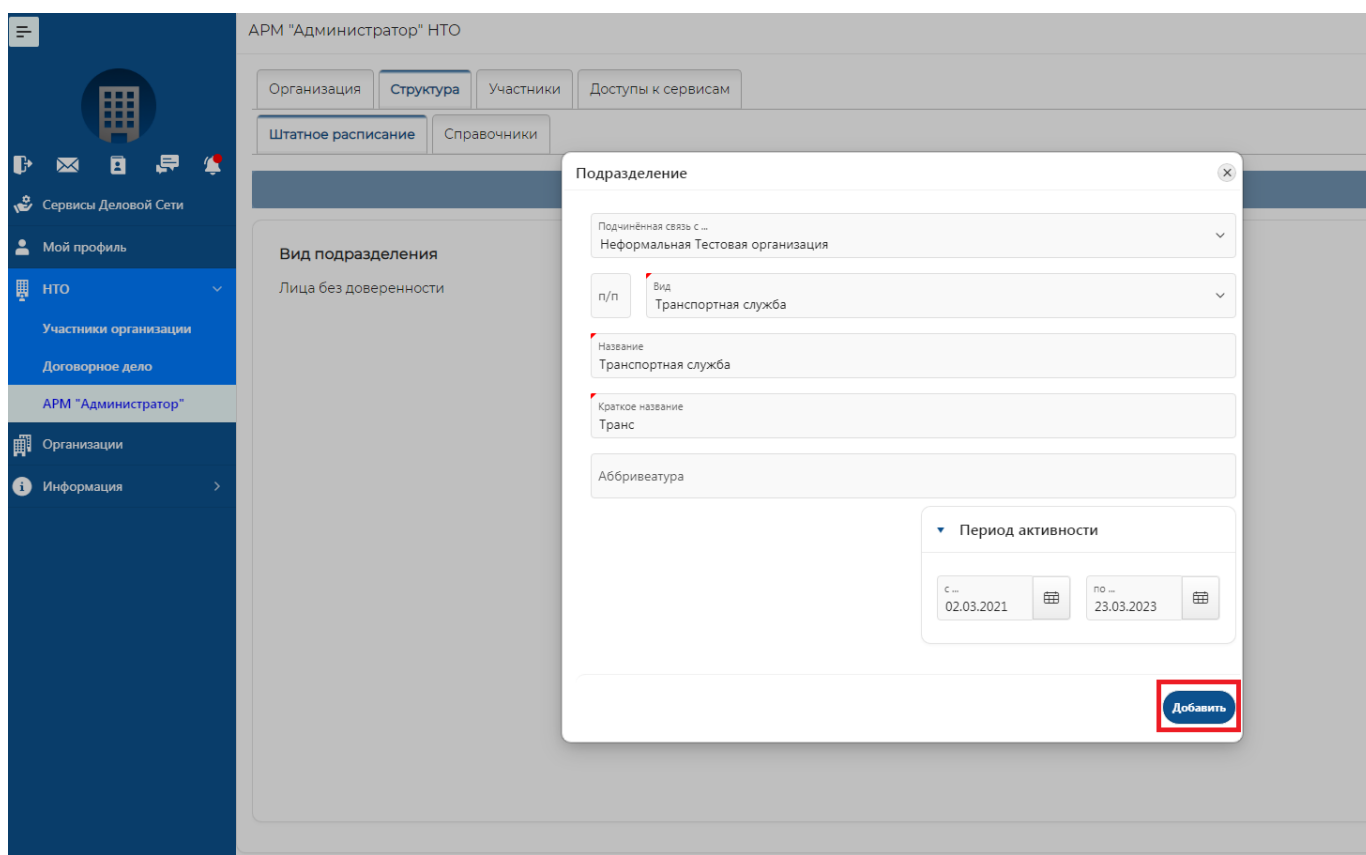 АРМ "Администратор" НТО
Организация Структура Участники Доступы к сервисам
Штатное расписание Справочники
Сервисы Деловой Сети
Мой профиль
НТО
Участники организации
Договорное дело
АРМ "Администратор"
Организации
Информация
Вид подразделения
Лица без доверенности
Подразделение
Подчинённая связь с ...
Неформальная Тестовая организация
п/п
Вид
Транспортная служба
Название
Транспортная служба
Краткое название
Транс
Аббривеатура
Период активности
с ...
02.03.2021
по ...
23.03.2023
Добавить